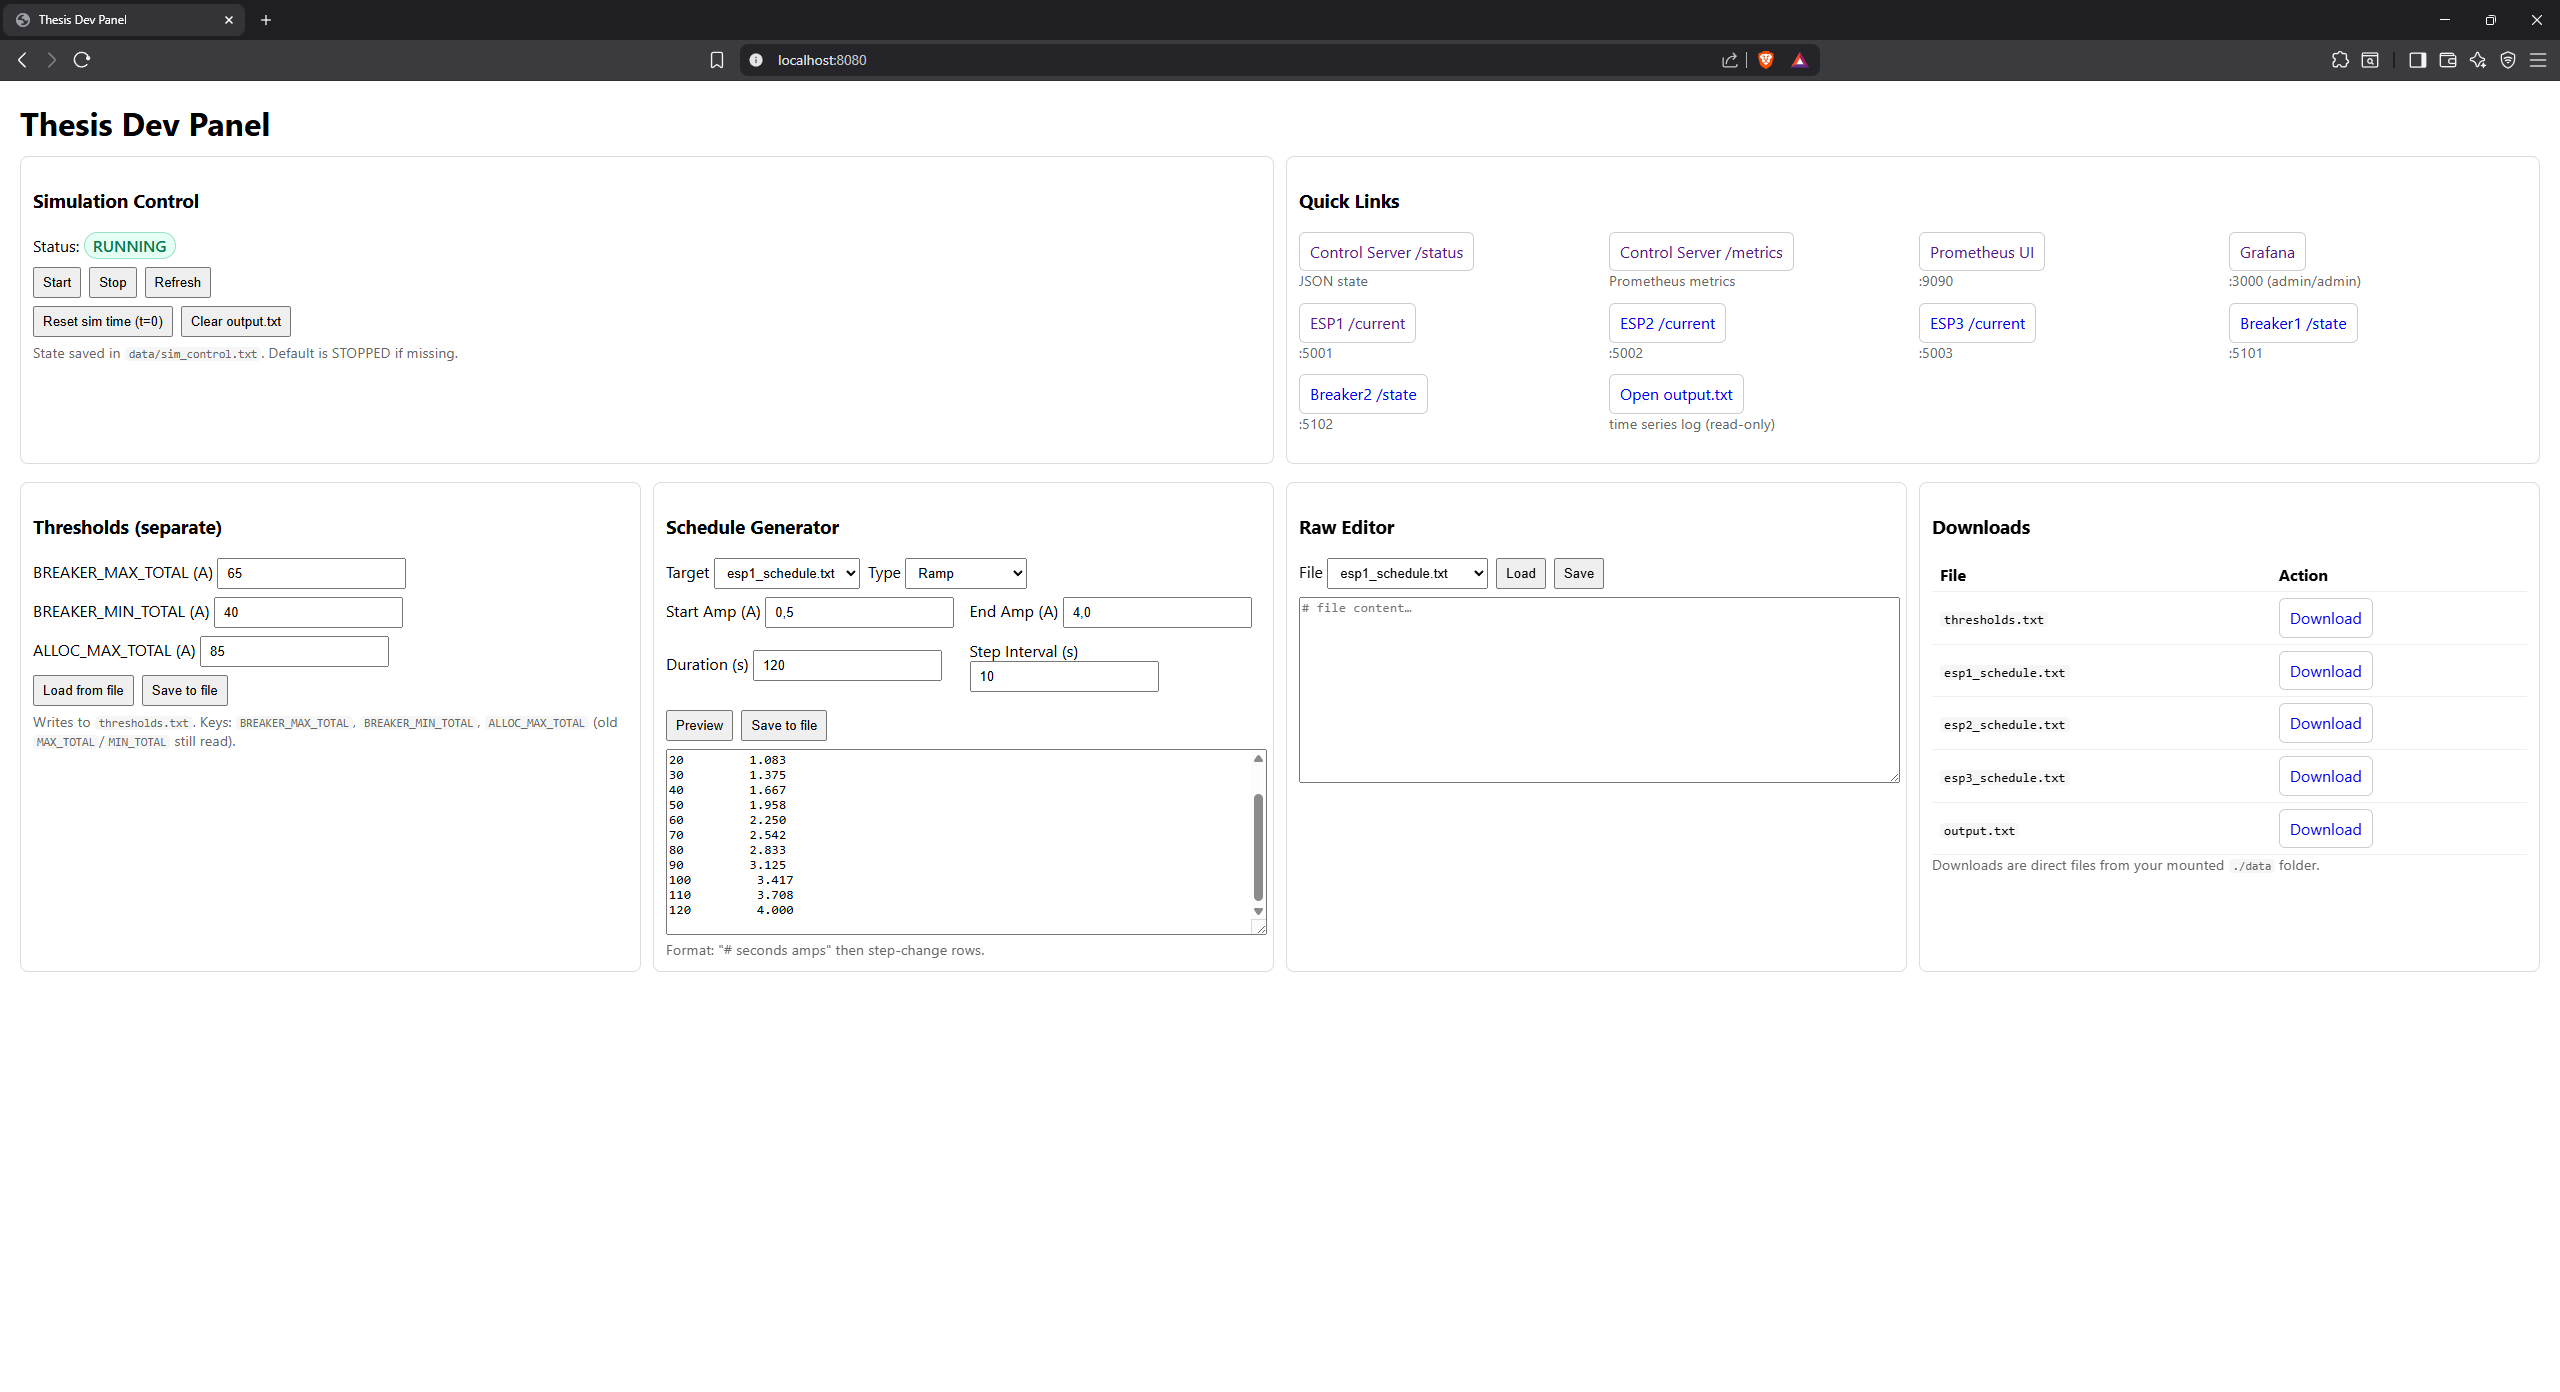 Thesis Dev Panel
localhost:8080
Thesis Dev Panel
Simulation Control
Status: RUNNING
Start Stop Refresh
Reset sim time (t=0) Clear output.txt
State saved in data/sim_control.txt. Default is STOPPED if missing.
Quick Links
Control Server /status
JSON state
Control Server /metrics
Prometheus metrics
Prometheus UI
:9090
Grafana
:3000 (admin/admin)
ESP1 /current
:5001
ESP2 /current
:5002
ESP3 /current
:5003
Breaker1 /state
:5101
Breaker2 /state
:5102
Open output.txt
time series log (read-only)
Thresholds (separate)
BREAKER_MAX_TOTAL (A) 65
BREAKER_MIN_TOTAL (A) 40
ALLOC_MAX_TOTAL (A) 85
Load from file Save to file
Writes to thresholds.txt. Keys: BREAKER_MAX_TOTAL, BREAKER_MIN_TOTAL, ALLOC_MAX_TOTAL (old
MAX_TOTAL/MIN_TOTAL still read).
Schedule Generator
Target esp1_schedule.txt Type Ramp
Start Amp (A) 0,5 End Amp (A) 4,0
Duration (s) 120
Step Interval (s)
10
Preview Save to file
20 1.083
30 1.375
40 1.667
50 1.958
60 2.250
70 2.542
80 2.833
90 3.125
100 3.417
110 3.708
120 4.000
Format: "# seconds amps" then step-change rows.
Raw Editor
File esp1_schedule.txt Load Save
# file content…
Downloads
File Action
thresholds.txt Download
esp1_schedule.txt Download
esp2_schedule.txt Download
esp3_schedule.txt Download
output.txt Download
Downloads are direct files from your mounted ./data folder.